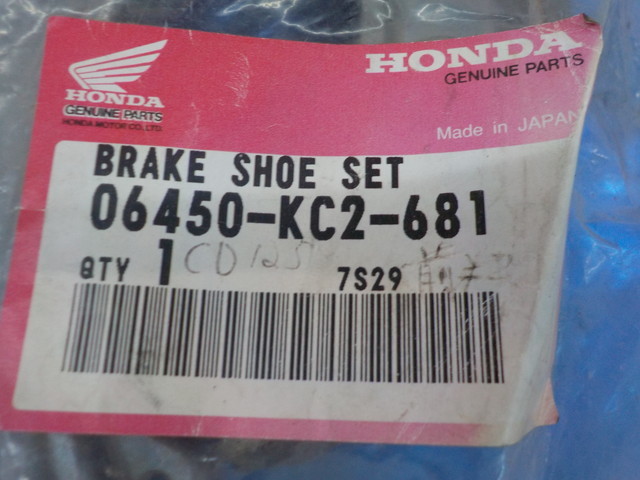 HONDA
GENUINE PARTS
HONDA MOTOR CO., LTD.
HONDA
GENUINE PARTS
Made in JAPAN
BRAKE SHOE SET
06450-KC2-681
QTY 1 CD125 7S29 前